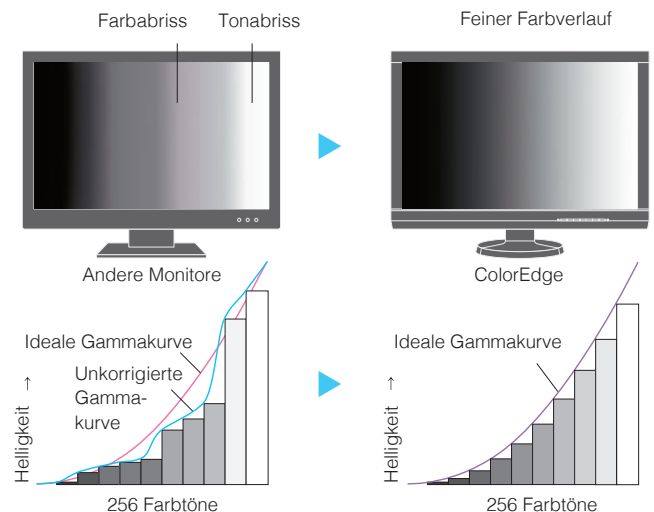 Farbabriss Tonabriss
Feiner Farbverlauf
Andere Monitore
ColorEdge
Ideale Gammakurve
Unkorrigierte
Gamma-
kurve
Helligkeit →
256 Farbtöne
Ideale Gammakurve
Helligkeit →
256 Farbtöne